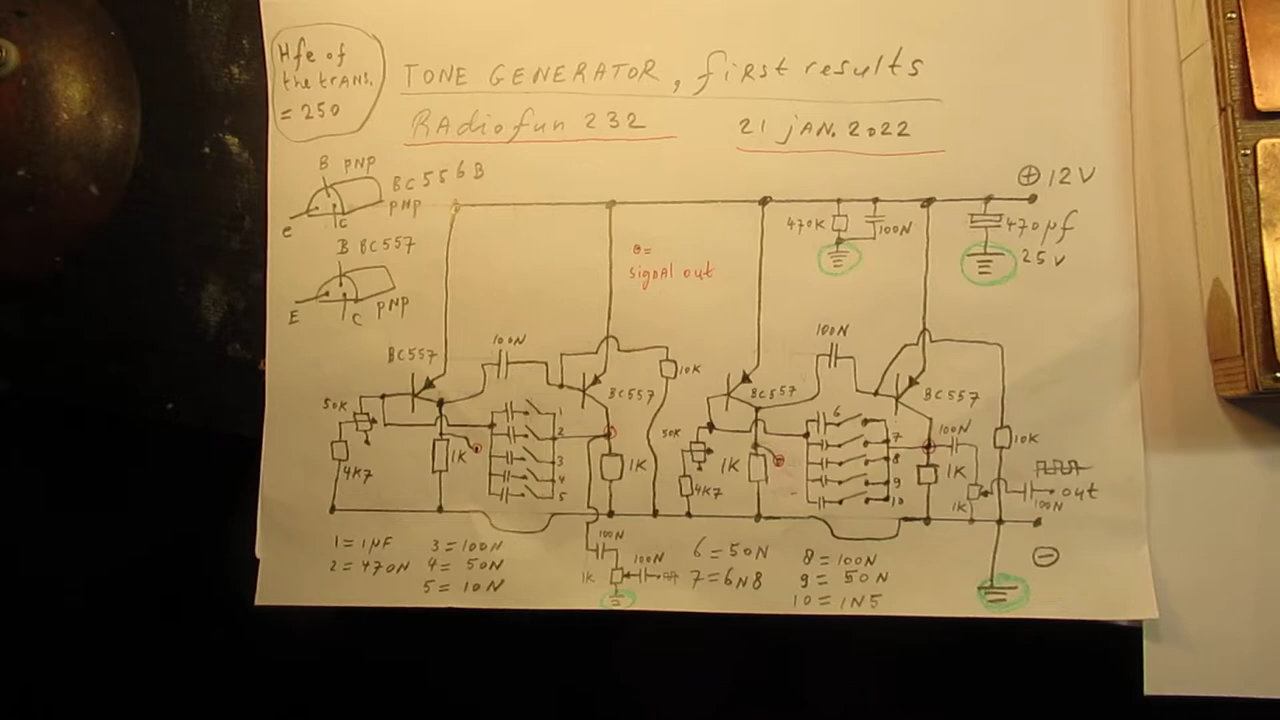 Hfe of
the trans.
= 250
TONE GENERATOR, first results
Radiofun 232
21 jAN. 2022
B PNP
BC556B
PNP
e
c
B BC557
E
C
PNP
⊕ 12V
470K
100N
470µf
25V
θ=
signal out
BC557
100N
10K
BC557
50K
4K7
1K
1
2
3
4
5
1K
100N
BC557
50K
4K7
1K
6
7
8
9
10
BC557
100N
1K
10K
1K
100N
out
⊖
1 = 1µF
2 = 470N
3 = 100N
4 = 50N
5 = 10N
100N
1K
100N
6 = 50N
7 = 6N8
8 = 100N
9 = 50N
10 = 1N5